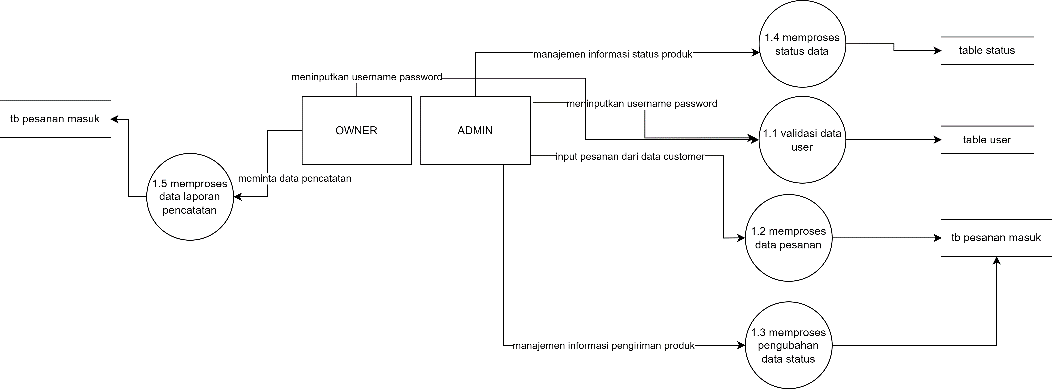 1.4 memproses
status data
table status
manajemen informasi status produk
meninputkan username password
meninputkan username password
tb pesanan masuk
OWNER
ADMIN
1.1 validasi data
user
table user
input pesanan dari data customer
meminta data pencatatan
1.5 memproses
data laporan
pencatatan
1.2 memproses
data pesanan
tb pesanan masuk
manajemen informasi pengiriman produk
1.3 memproses
pengubahan
data status